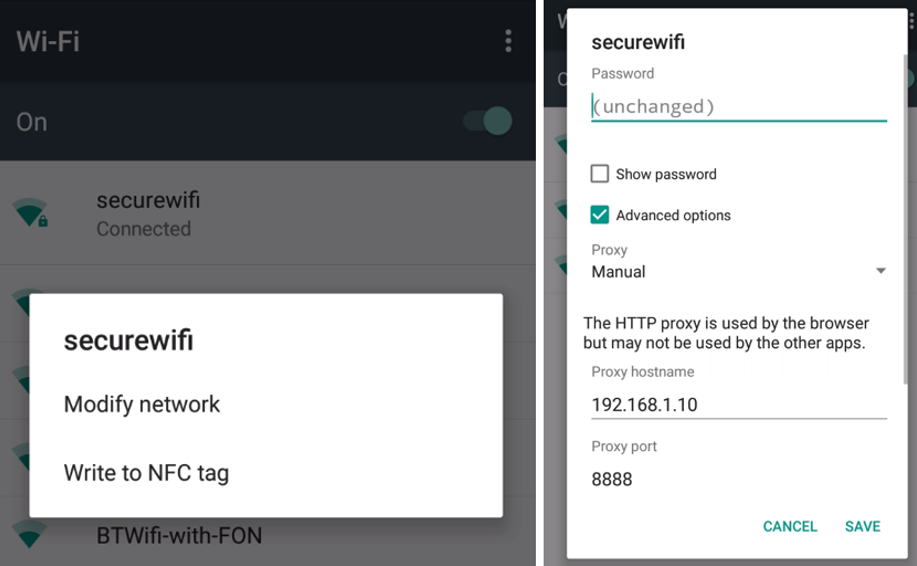 Wi-Fi
On
securewifi
Connected
securewifi
Modify network
Write to NFC tag
BTWifi-with-FON
securewifi
Password
(unchanged)
Show password
Advanced options
Proxy
Manual
The HTTP proxy is used by the browser
but may not be used by the other apps.
Proxy hostname
192.168.1.10
Proxy port
8888
CANCEL SAVE